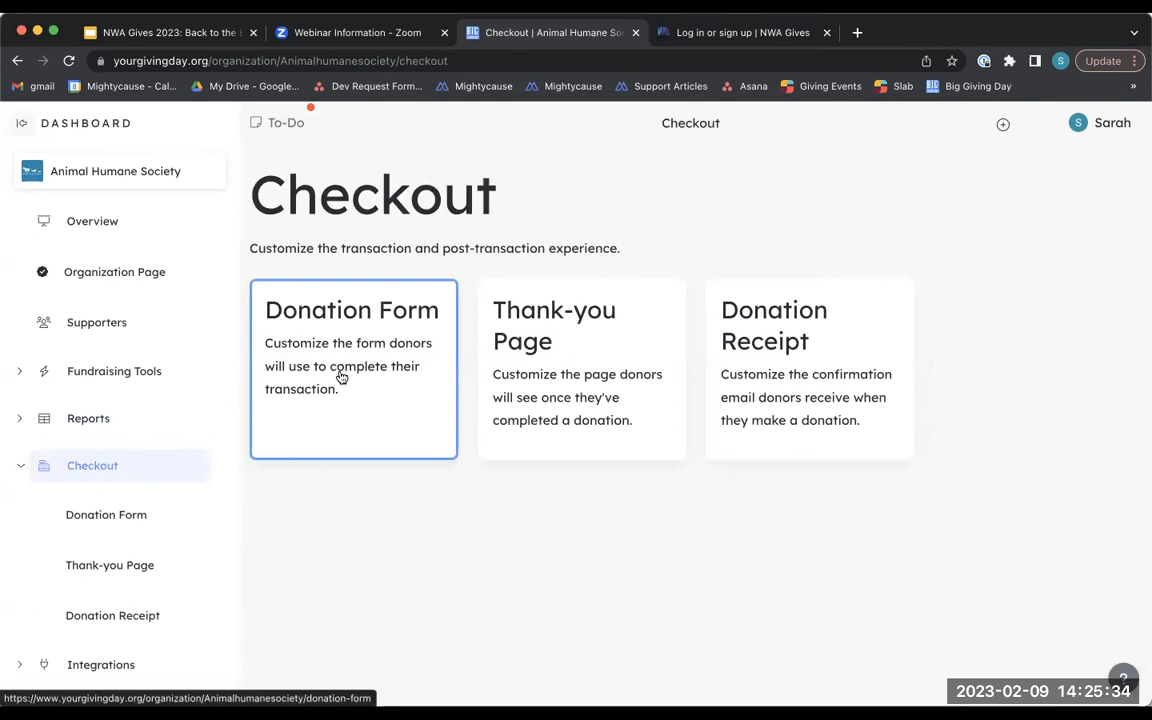 NWA Gives 2023: Back to the
Webinar Information - Zoom
Checkout | Animal Humane So
Log in or sign up | NWA Gives
yourgivingday.org/organization/Animalhumanesociety/checkout
S
Update
gmail
Mightycause - Cal...
My Drive - Google...
Dev Request Form...
Mightycause
Mightycause
Support Articles
Asana
Giving Events
Slab
Big Giving Day
»
DASHBOARD
To-Do
Checkout
S
Sarah
Animal Humane Society
Overview
Organization Page
Supporters
Fundraising Tools
Reports
Checkout
Donation Form
Thank-you Page
Donation Receipt
Integrations
Checkout
Customize the transaction and post-transaction experience.
Donation Form
Customize the form donors
will use to complete their
transaction.
Thank-you
Page
Customize the page donors
will see once they've
completed a donation.
Donation
Receipt
Customize the confirmation
email donors receive when
they make a donation.
?
https://www.yourgivingday.org/organization/Animalhumanesociety/donation-form
2023-02-09 14:25:34